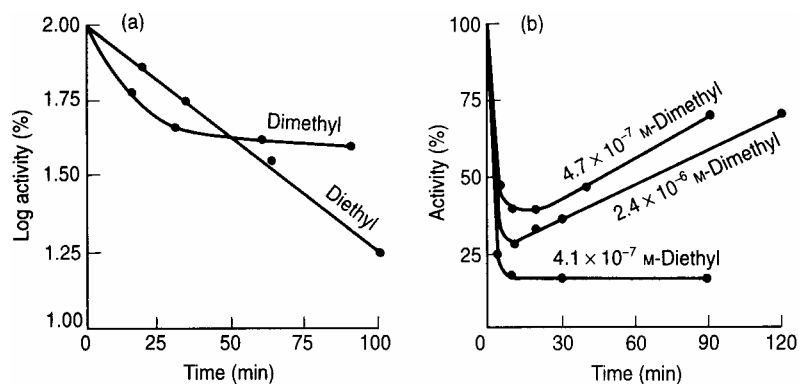 (a)
2.00
1.75
1.50
1.25
1.00
Log activity (%)
Dimethyl
Diethyl
0 25 50 75 100
Time (min)
(b)
100
75
50
25
Activity (%)
4.7 × 10⁻⁷ M-Dimethyl
2.4 × 10⁻⁶ M-Dimethyl
4.1 × 10⁻⁷ M-Diethyl
0 30 60 90 120
Time (min)